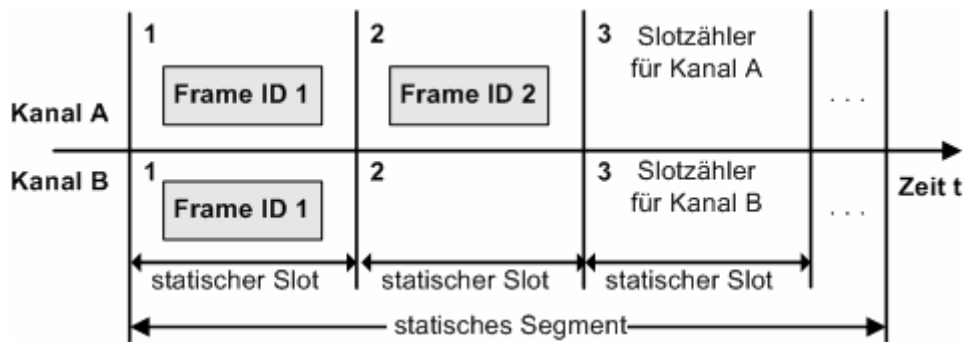 1
2
3
Slotzähler
für Kanal A
Frame ID 1
Frame ID 2
. . .
Kanal A
Kanal B
1
2
3
Slotzähler
für Kanal B
Zeit t
Frame ID 1
. . .
statischer Slot
statischer Slot
statischer Slot
statisches Segment